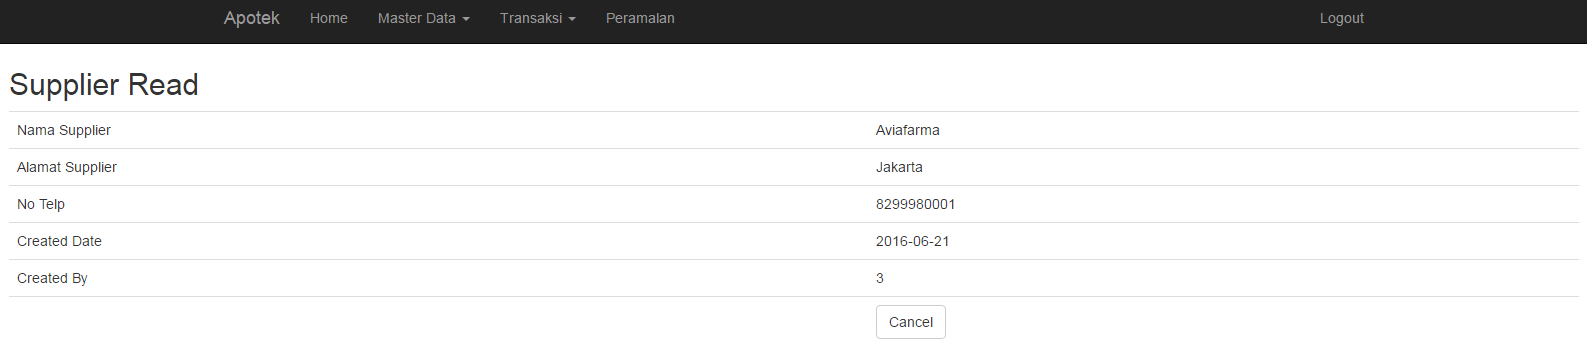 Apotek Home Master Data Transaksi Peramalan Logout
Supplier Read
Nama Supplier Aviafarma
Alamat Supplier Jakarta
No Telp 8299980001
Created Date 2016-06-21
Created By 3
Cancel